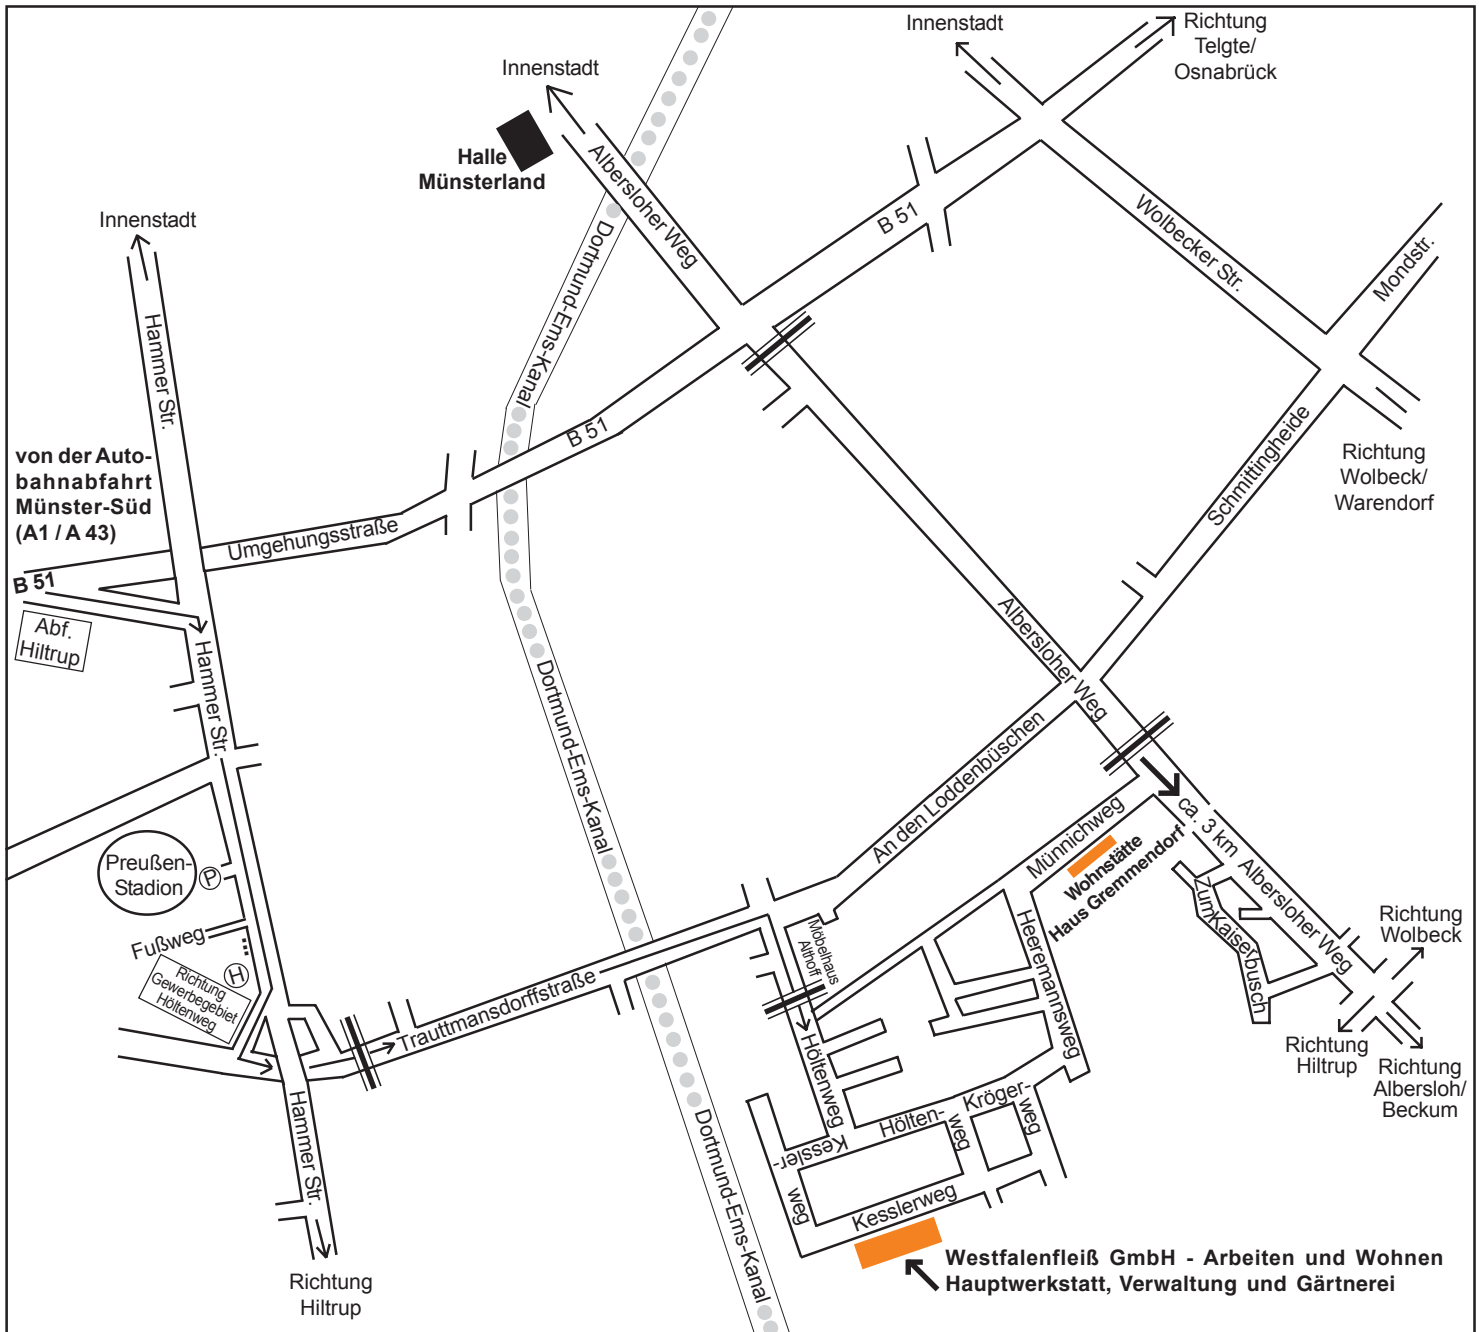 Innenstadt
Richtung
Telgte/
Osnabrück
Innenstadt
Halle
Münsterland
Albersloher Weg
Dortmund-Ems-Kanal
B 51
Wolbecker Str.
Mondstr.
Innenstadt
Hammer Str.
B 51
von der Auto-
bahnabfahrt
Münster-Süd
(A1 / A 43)
Umgehungsstraße
B 51
Abf.
Hiltrup
Hammer Str.
Schmittingheide
Richtung
Wolbeck/
Warendorf
Albersloher Weg
Dortmund-Ems-Kanal
An den Loddenbüschen
Münnichweg
ca. 3 km
Albersloher Weg
Wohnstätte
Haus Gremmendorf
Zum Kaiserbusch
Preußen-
Stadion
P
Fußweg
H
Richtung
Gewerbegebiet
Höltenweg
Trauttmansdorffstraße
Möbelhaus
Althoff
Heeremannsweg
Richtung
Wolbeck
Richtung
Hiltrup
Richtung
Albersloh/
Beckum
Höltenweg
Kröger-
weg
Hölten-
weg
Kessler-
weg
Kesslerweg
Hammer Str.
Dortmund-Ems-Kanal
Richtung
Hiltrup
Westfalenfleiß GmbH - Arbeiten und Wohnen
Hauptwerkstatt, Verwaltung und Gärtnerei